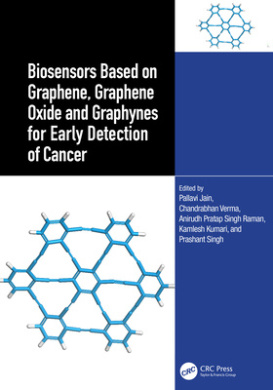 Biosensors Based on
Graphene, Graphene
Oxide and Graphynes
for Early Detection
of Cancer
Edited by
Pallavi Jain,
Chandrabhan Verma,
Anirudh Pratap Singh Raman,
Kamlesh Kumari, and
Prashant Singh
CRC
CRC Press
Taylor & Francis Group